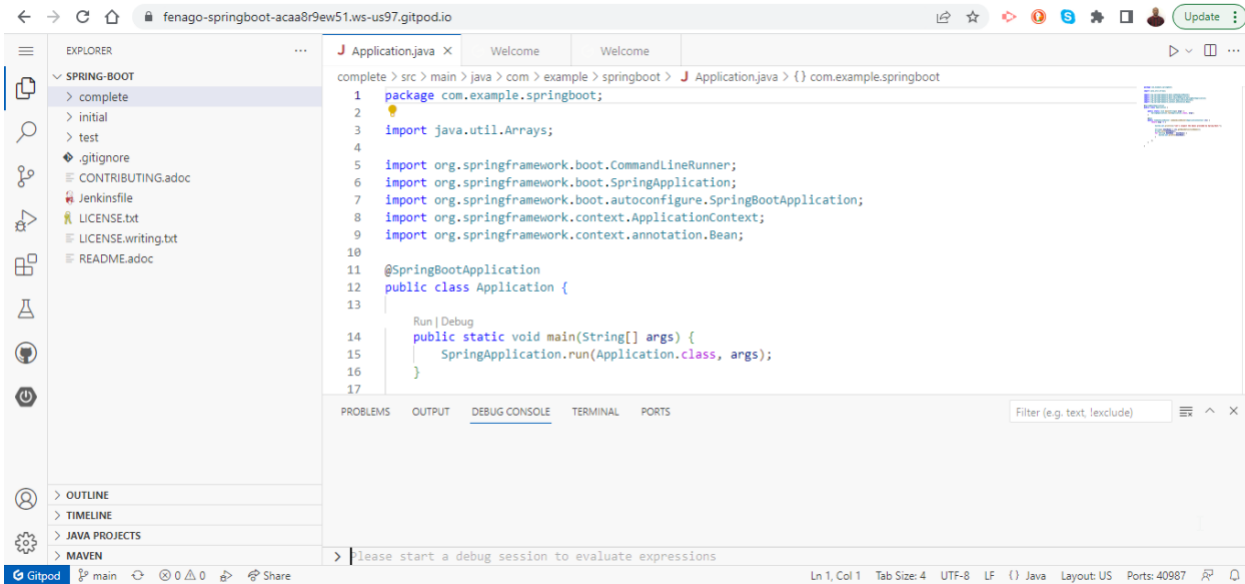 fenago-springboot-acaa8r9ew51.ws-us97.gitpod.io
Update
EXPLORER
SPRING-BOOT
complete
initial
test
.gitignore
CONTRIBUTING.adoc
Jenkinsfile
LICENSE.txt
LICENSE.writing.txt
README.adoc
OUTLINE
TIMELINE
JAVA PROJECTS
MAVEN
J Application.java Welcome Welcome
complete > src > main > java > com > example > springboot > J Application.java > {} com.example.springboot
1 package com.example.springboot;
2
3 import java.util.Arrays;
4
5 import org.springframework.boot.CommandLineRunner;
6 import org.springframework.boot.SpringApplication;
7 import org.springframework.boot.autoconfigure.SpringBootApplication;
8 import org.springframework.context.ApplicationContext;
9 import org.springframework.context.annotation.Bean;
10
11 @SpringBootApplication
12 public class Application {
13
Run | Debug
14 public static void main(String[] args) {
15 SpringApplication.run(Application.class, args);
16 }
17
PROBLEMS OUTPUT DEBUG CONSOLE TERMINAL PORTS Filter (e.g. text, !exclude)
> Please start a debug session to evaluate expressions
Gitpod main 0 0 Share Ln 1, Col 1 Tab Size: 4 UTF-8 LF {} Java Layout: US Ports: 40987